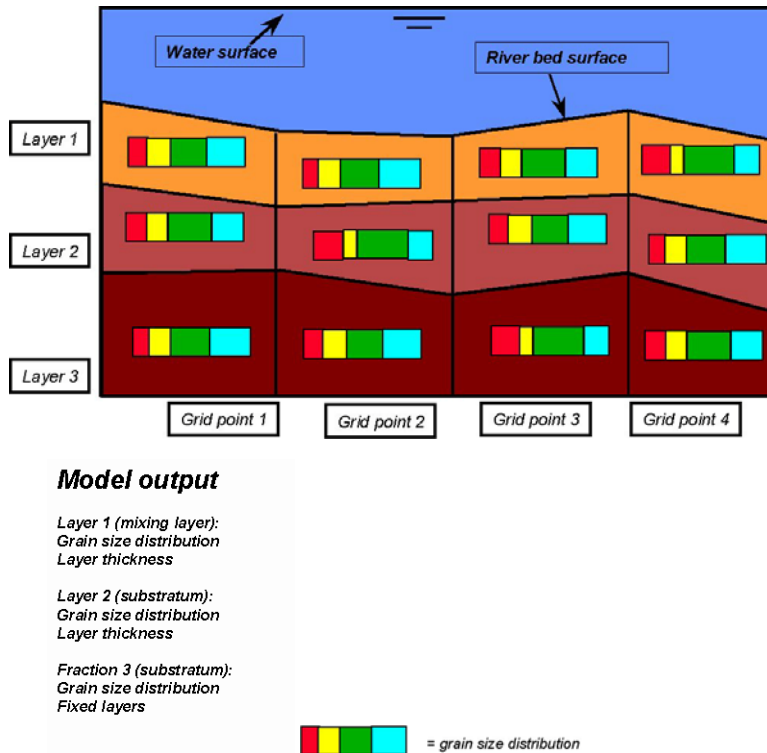 Water surface
River bed surface
Layer 1
Layer 2
Layer 3
Grid point 1
Grid point 2
Grid point 3
Grid point 4
Model output
Layer 1 (mixing layer):
Grain size distribution
Layer thickness
Layer 2 (substratum):
Grain size distribution
Layer thickness
Fraction 3 (substratum):
Grain size distribution
Fixed layers
= grain size distribution